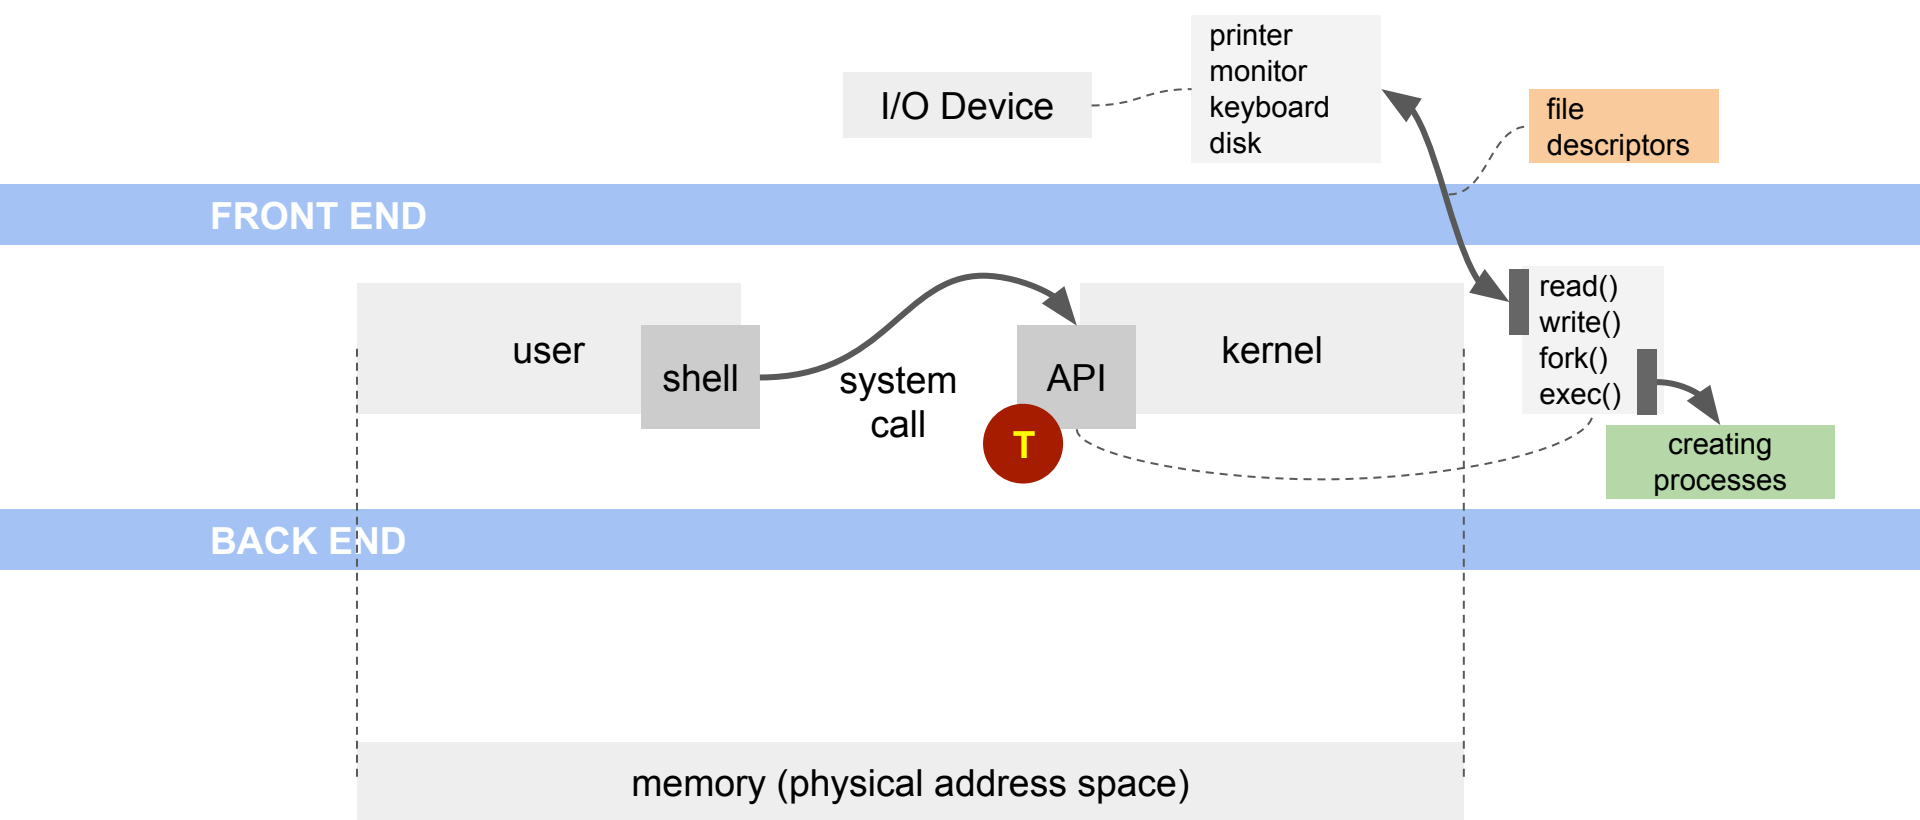 printer
monitor
keyboard
disk
I/O Device
file
descriptors
FRONT END
user
shell
system
call
API
T
kernel
read()
write()
fork()
exec()
creating
processes
BACK END
memory (physical address space)